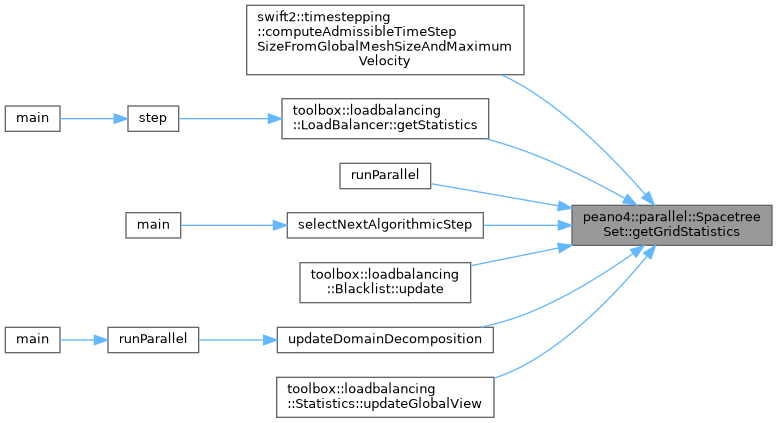 swift2::timestepping
::computeAdmissibleTimeStep
SizeFromGlobalMeshSizeAndMaximum
Velocity
main
step
toolbox::loadbalancing
::LoadBalancer::getStatistics
runParallel
peano4::parallel::Spacetree
Set::getGridStatistics
main
selectNextAlgorithmicStep
toolbox::loadbalancing
::Blacklist::update
main
runParallel
updateDomainDecomposition
toolbox::loadbalancing
::Statistics::updateGlobalView